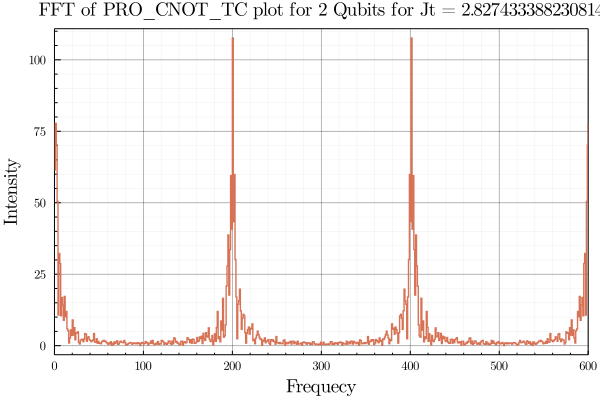 FFT of PRO_CNOT_TC plot for 2 Qubits for Jt = 2.827433388230814
100
75
50
25
0
Intensity
0 100 200 300 400 500 600
Frequecy